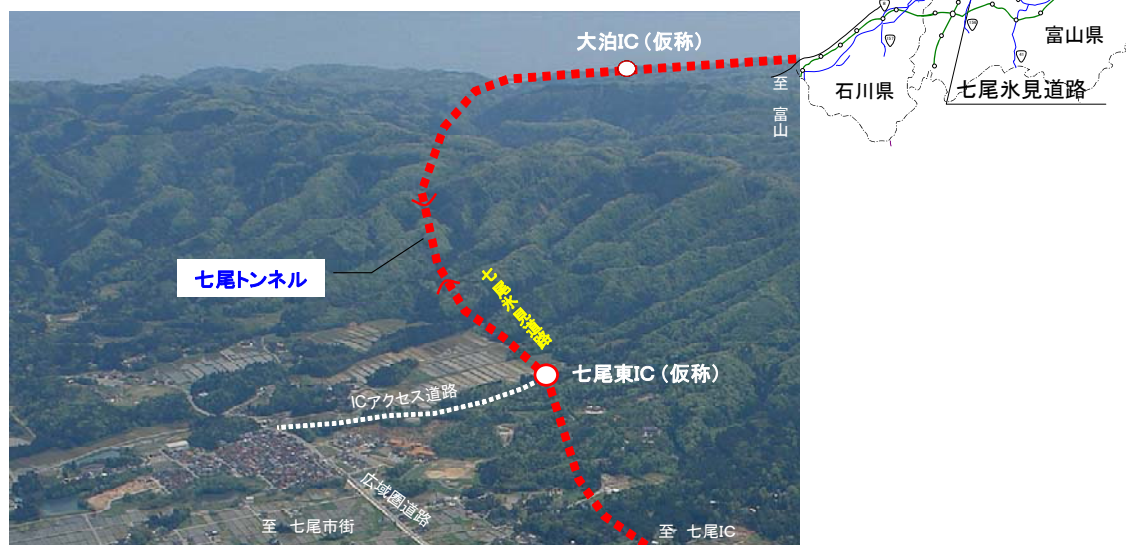 大泊IC（仮称）
至 富山
七尾トンネル
七尾氷見道路
七尾東IC（仮称）
ICアクセス道路
広域圏道路
至 七尾市街
至 七尾IC
富山県
石川県
七尾氷見道路